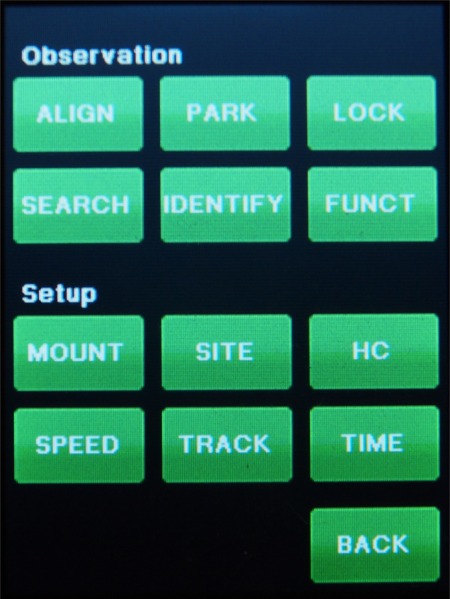 Observation
ALIGN PARK LOCK
SEARCH IDENTIFY FUNCT
Setup
MOUNT SITE HC
SPEED TRACK TIME
BACK